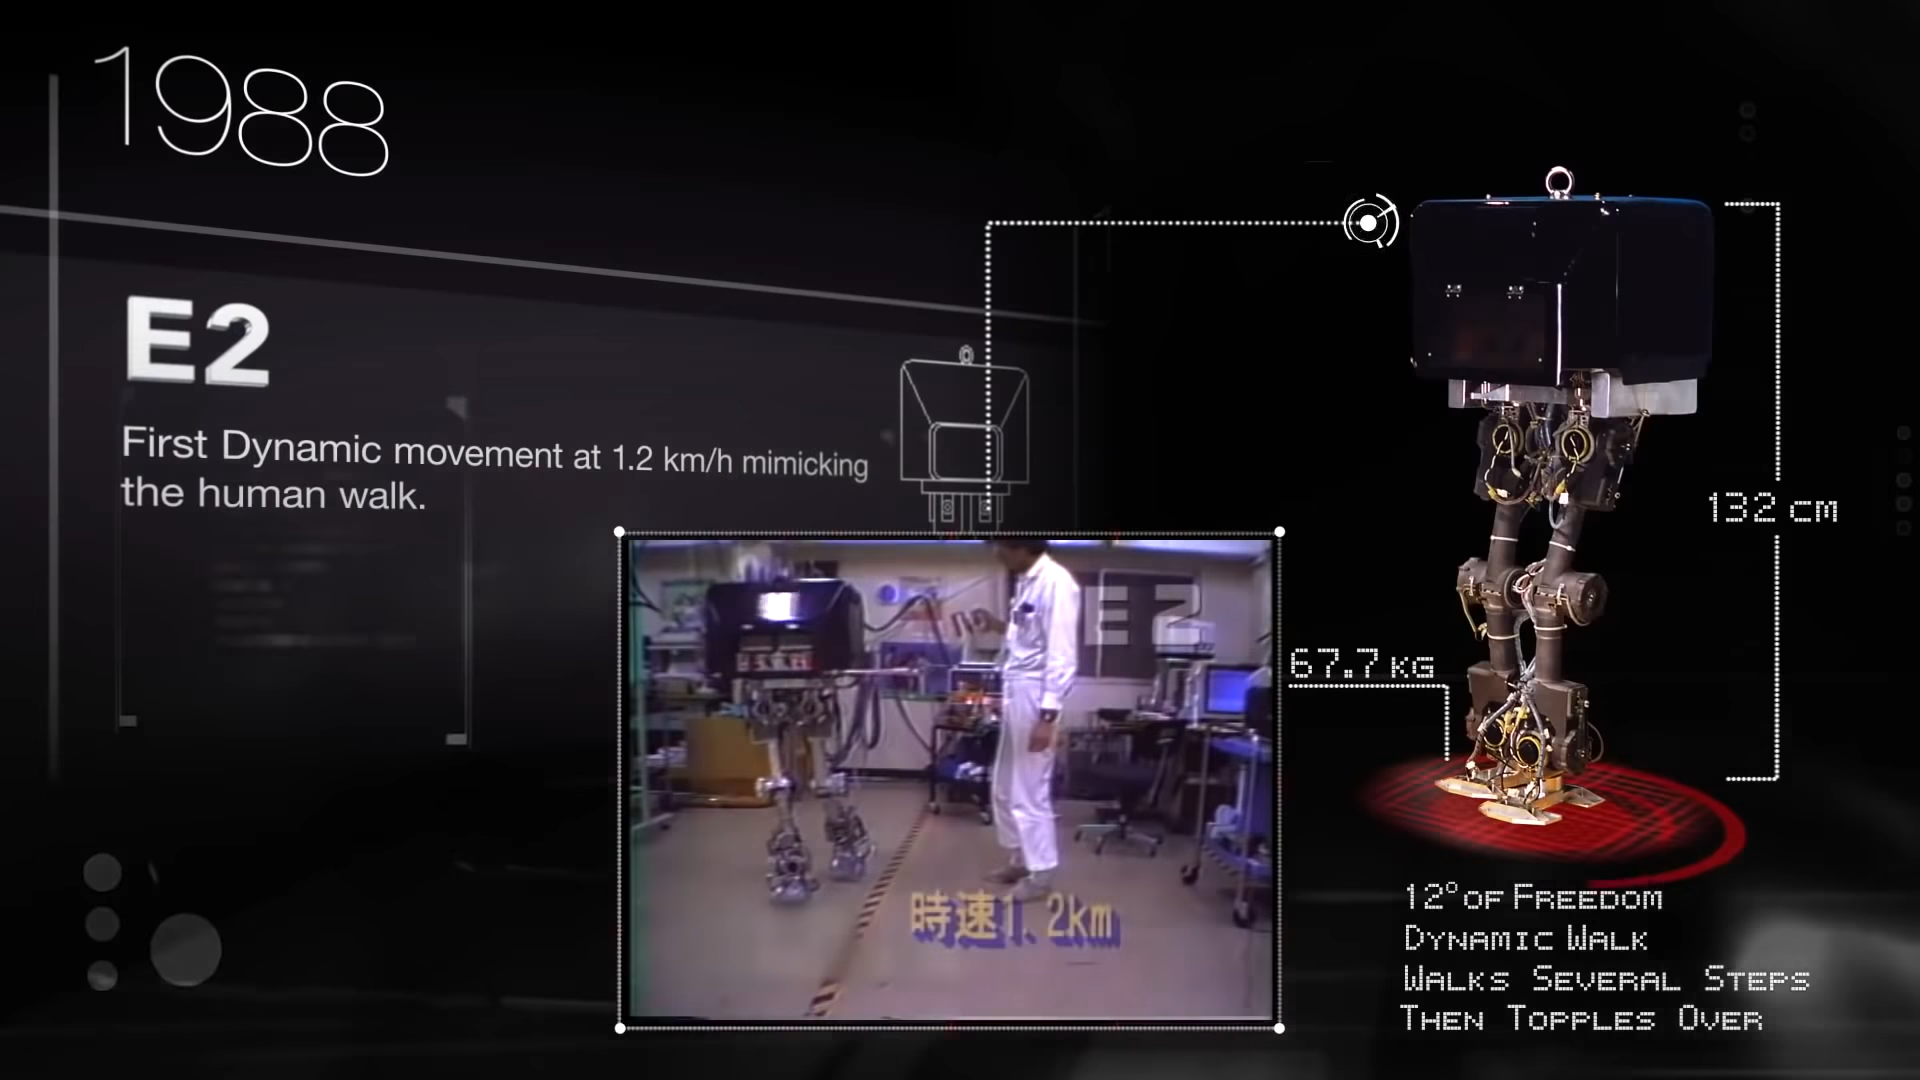 1988
E2
First Dynamic movement at 1.2 km/h mimicking
the human walk.
E2
時速1.2km
132 cm
67.7 KG
12° OF FREEDOM
DYNAMIC WALK
WALKS SEVERAL STEPS
THEN TOPPLES OVER